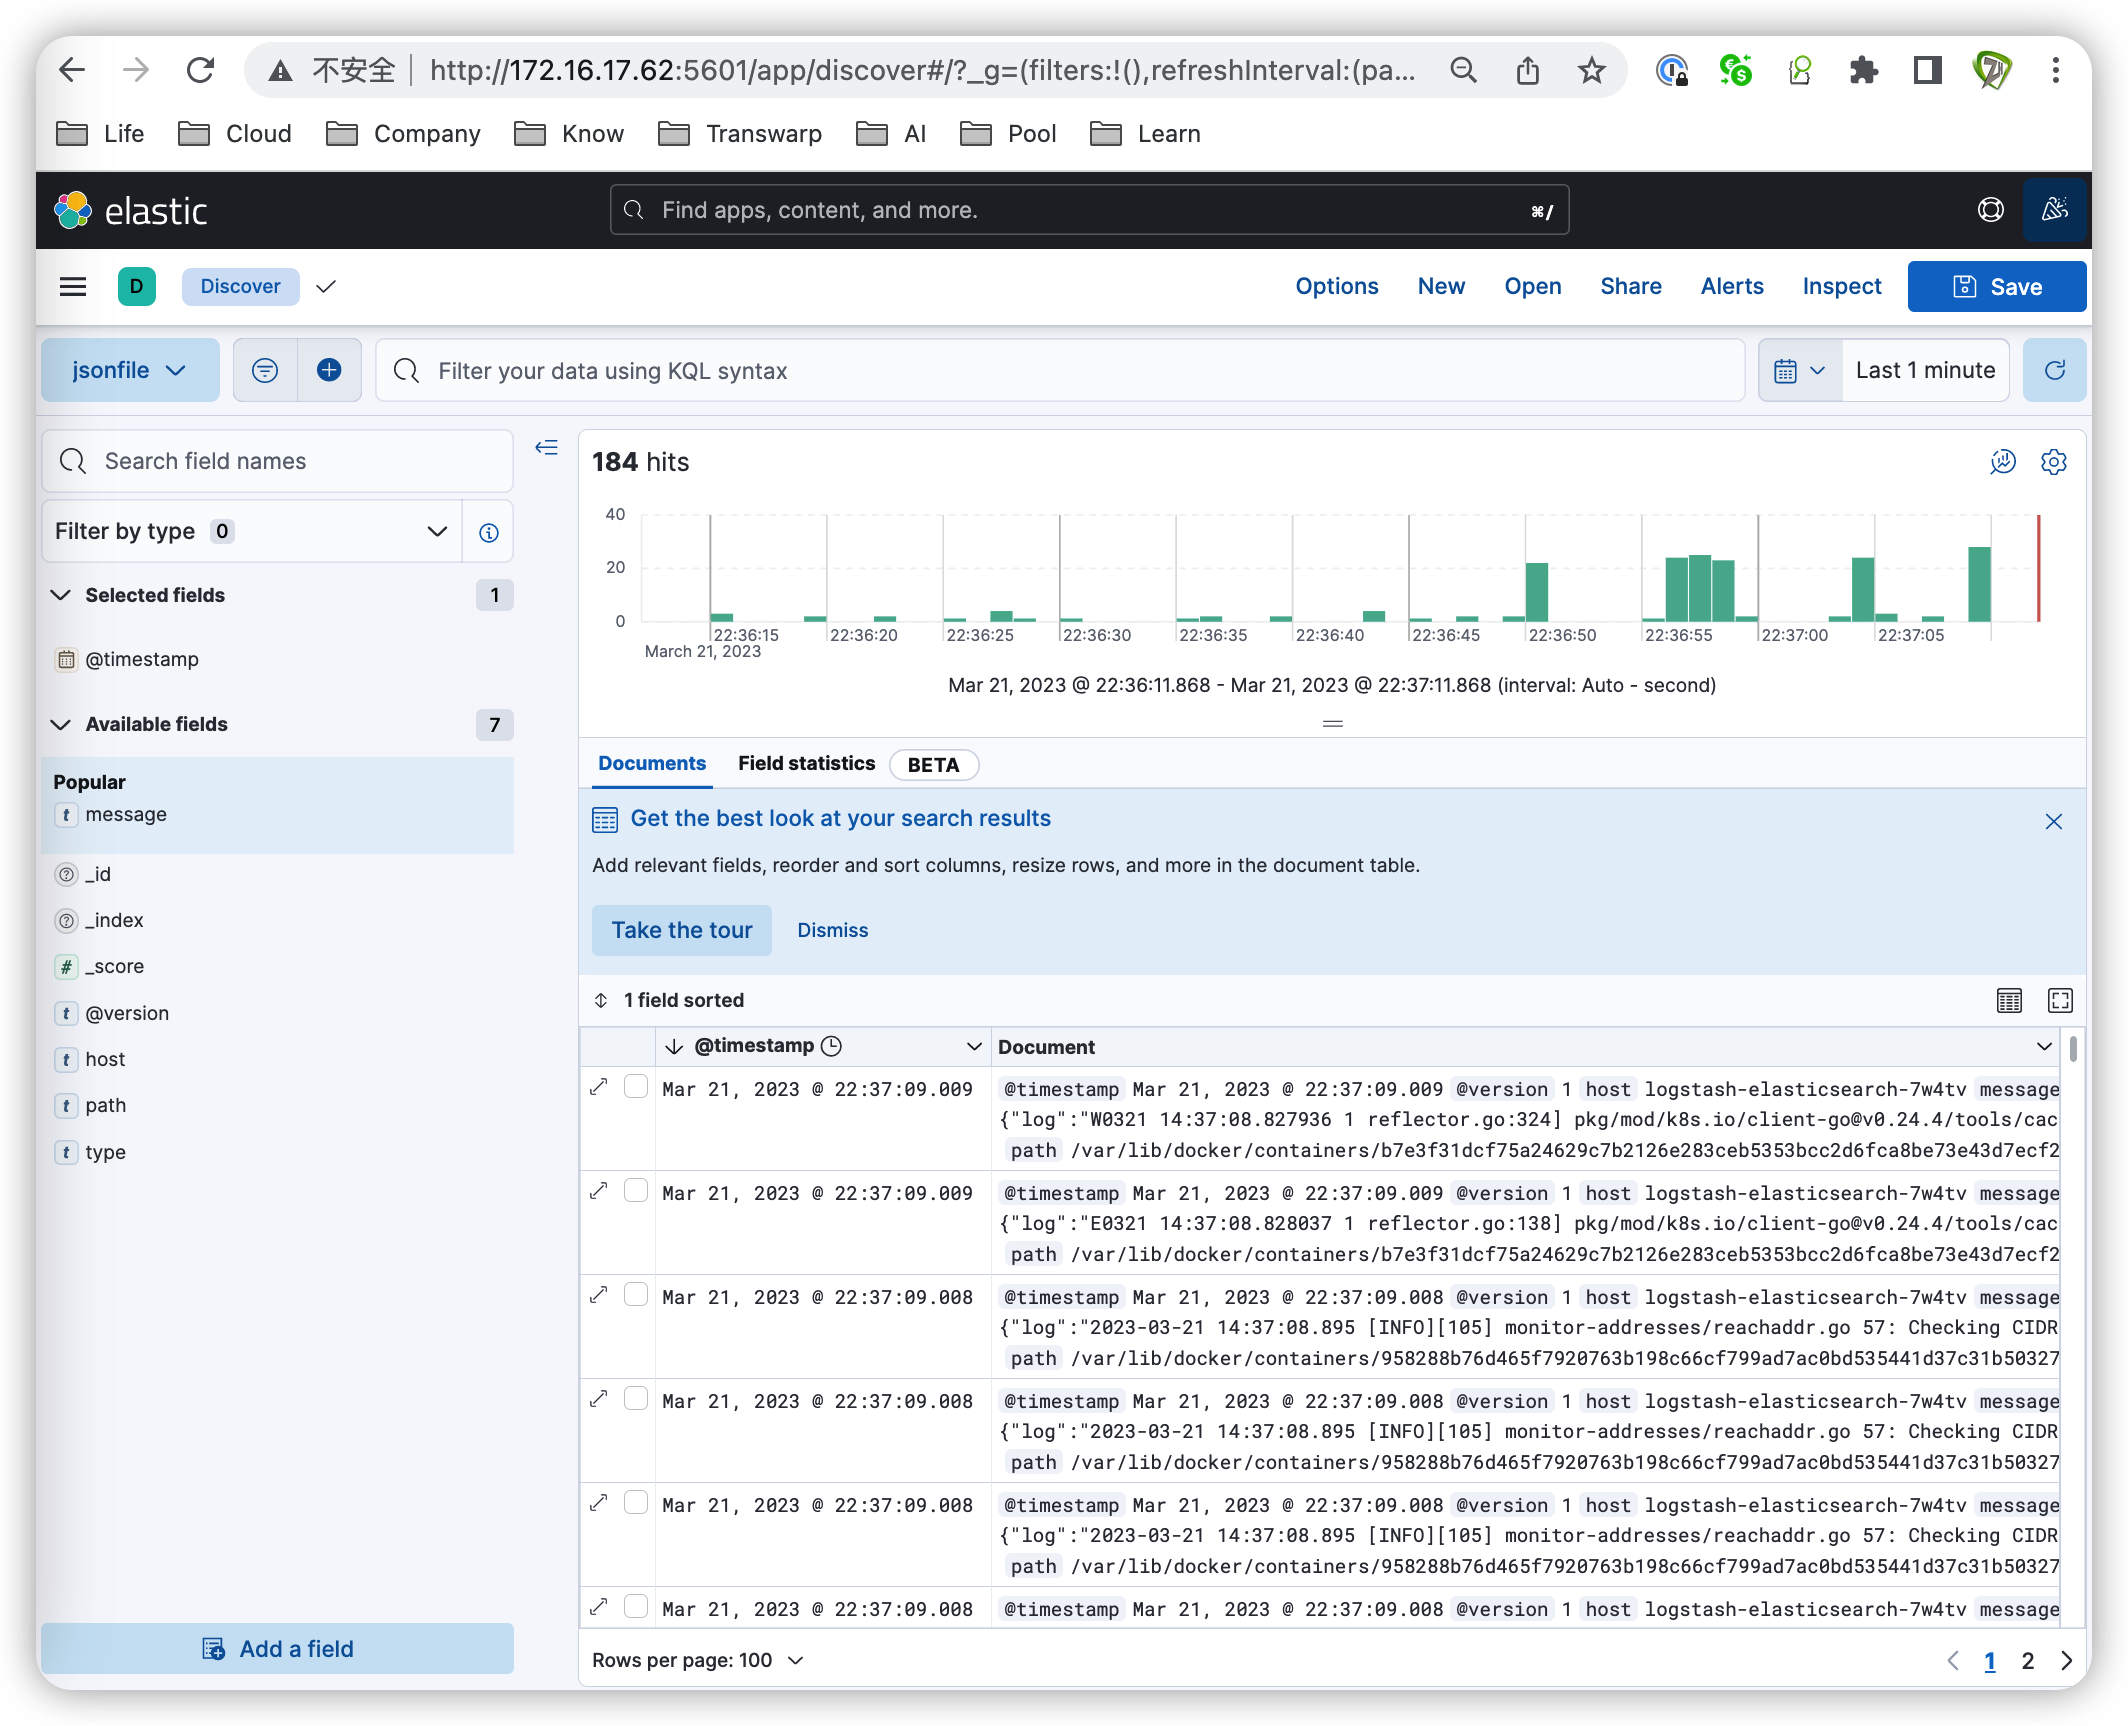 不安全 | http://172.16.17.62:5601/app/discover#/?_g=(filters:!(),refreshInterval:(pa...
Life Cloud Company Know Transwarp AI Pool Learn
elastic Find apps, content, and more. ⌘/
D Discover Options New Open Share Alerts Inspect Save
jsonfile Filter your data using KQL syntax Last 1 minute
Search field names
Filter by type 0
Selected fields 1
@timestamp
Available fields 7
Popular
t message
_id
_index
# _score
t @version
t host
t path
t type
Add a field
184 hits
40
20
0
22:36:15 22:36:20 22:36:25 22:36:30 22:36:35 22:36:40 22:36:45 22:36:50 22:36:55 22:37:00 22:37:05
March 21, 2023
Mar 21, 2023 @ 22:36:11.868 - Mar 21, 2023 @ 22:37:11.868 (interval: Auto - second)
Documents Field statistics BETA
Get the best look at your search results
Add relevant fields, reorder and sort columns, resize rows, and more in the document table.
Take the tour Dismiss
1 field sorted
@timestamp Document
Mar 21, 2023 @ 22:37:09.009 @timestamp Mar 21, 2023 @ 22:37:09.009 @version 1 host logstash-elasticsearch-7w4tv message
{"log":"W0321 14:37:08.827936 1 reflector.go:324] pkg/mod/k8s.io/client-go@v0.24.4/tools/cac
path /var/lib/docker/containers/b7e3f31dcf75a24629c7b2126e283ceb5353bcc2d6fca8be73e43d7ecf2
Mar 21, 2023 @ 22:37:09.009 @timestamp Mar 21, 2023 @ 22:37:09.009 @version 1 host logstash-elasticsearch-7w4tv message
{"log":"E0321 14:37:08.828037 1 reflector.go:138] pkg/mod/k8s.io/client-go@v0.24.4/tools/cac
path /var/lib/docker/containers/b7e3f31dcf75a24629c7b2126e283ceb5353bcc2d6fca8be73e43d7ecf2
Mar 21, 2023 @ 22:37:09.008 @timestamp Mar 21, 2023 @ 22:37:09.008 @version 1 host logstash-elasticsearch-7w4tv message
{"log":"2023-03-21 14:37:08.895 [INFO][105] monitor-addresses/reachaddr.go 57: Checking CIDR
path /var/lib/docker/containers/958288b76d465f7920763b198c66cf799ad7ac0bd535441d37c31b50327
Mar 21, 2023 @ 22:37:09.008 @timestamp Mar 21, 2023 @ 22:37:09.008 @version 1 host logstash-elasticsearch-7w4tv message
{"log":"2023-03-21 14:37:08.895 [INFO][105] monitor-addresses/reachaddr.go 57: Checking CIDR
path /var/lib/docker/containers/958288b76d465f7920763b198c66cf799ad7ac0bd535441d37c31b50327
Mar 21, 2023 @ 22:37:09.008 @timestamp Mar 21, 2023 @ 22:37:09.008 @version 1 host logstash-elasticsearch-7w4tv message
{"log":"2023-03-21 14:37:08.895 [INFO][105] monitor-addresses/reachaddr.go 57: Checking CIDR
path /var/lib/docker/containers/958288b76d465f7920763b198c66cf799ad7ac0bd535441d37c31b50327
Mar 21, 2023 @ 22:37:09.008 @timestamp Mar 21, 2023 @ 22:37:09.008 @version 1 host logstash-elasticsearch-7w4tv message
Rows per page: 100 1 2